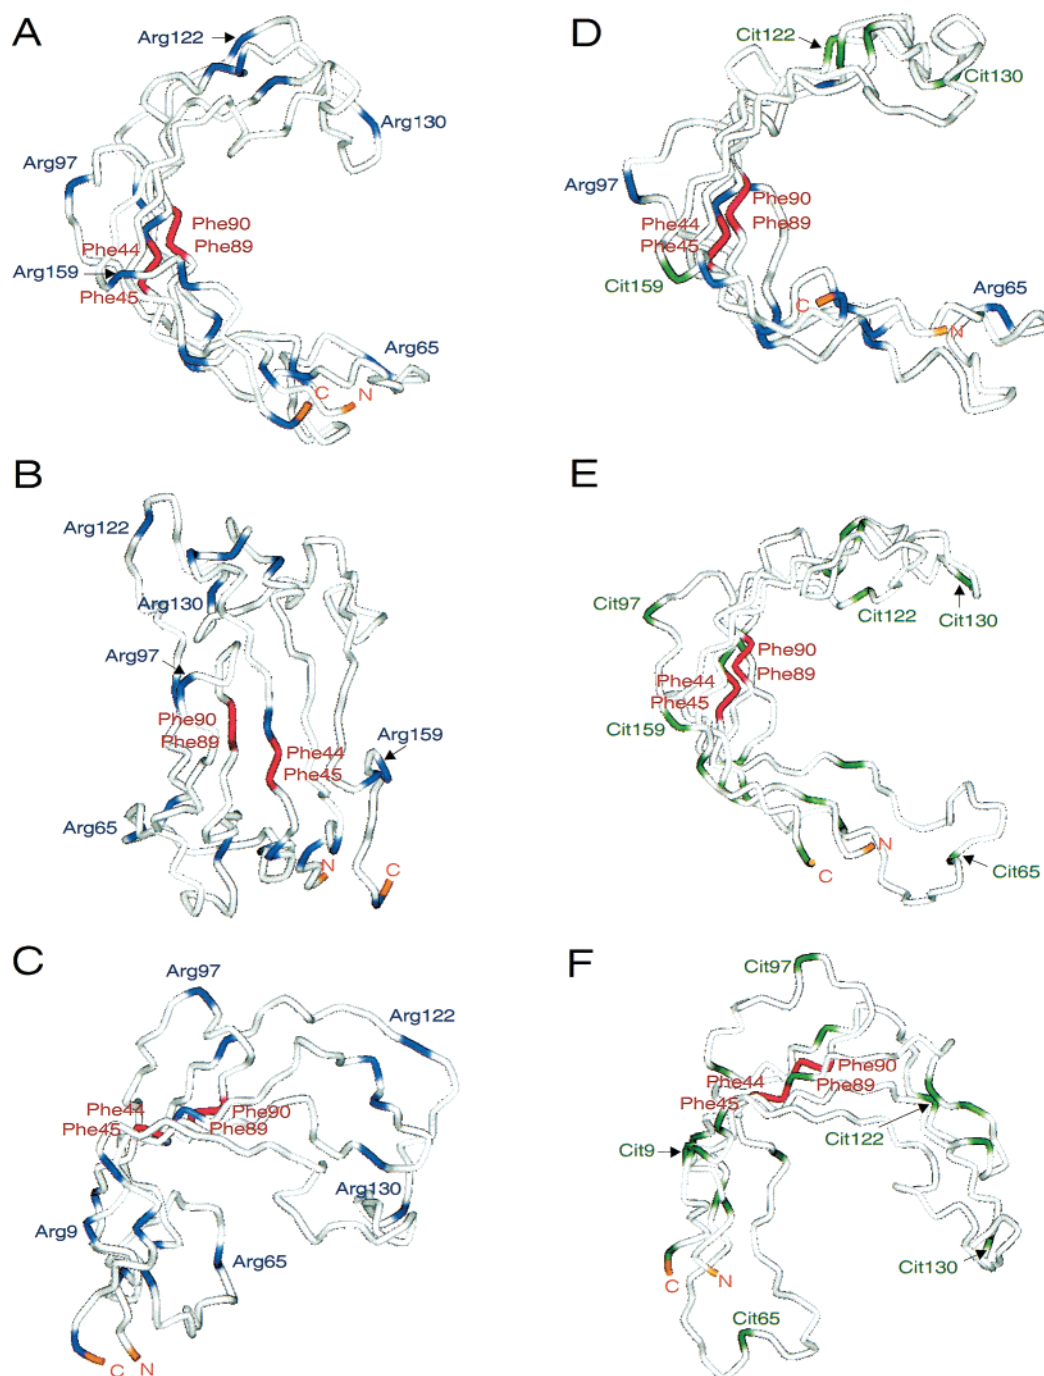 A
Arg122
Arg130
Arg97
Phe90
Phe44
Phe89
Arg159
Phe45
Arg65
C
N
D
Cit122
Cit130
Arg97
Phe90
Phe44
Phe89
Phe45
Cit159
Arg65
C
N
B
Arg122
Arg130
Arg97
Phe90
Phe89
Phe44
Arg159
Phe45
Arg65
N
C
E
Cit97
Cit122
Cit130
Phe90
Phe44
Phe89
Phe45
Cit159
N
C
Cit65
C
Arg97
Arg122
Phe44
Phe90
Phe45
Phe89
Arg130
Arg9
Arg65
C
N
F
Cit97
Phe90
Phe44
Phe89
Phe45
Cit122
Cit9
Cit130
C
N
Cit65